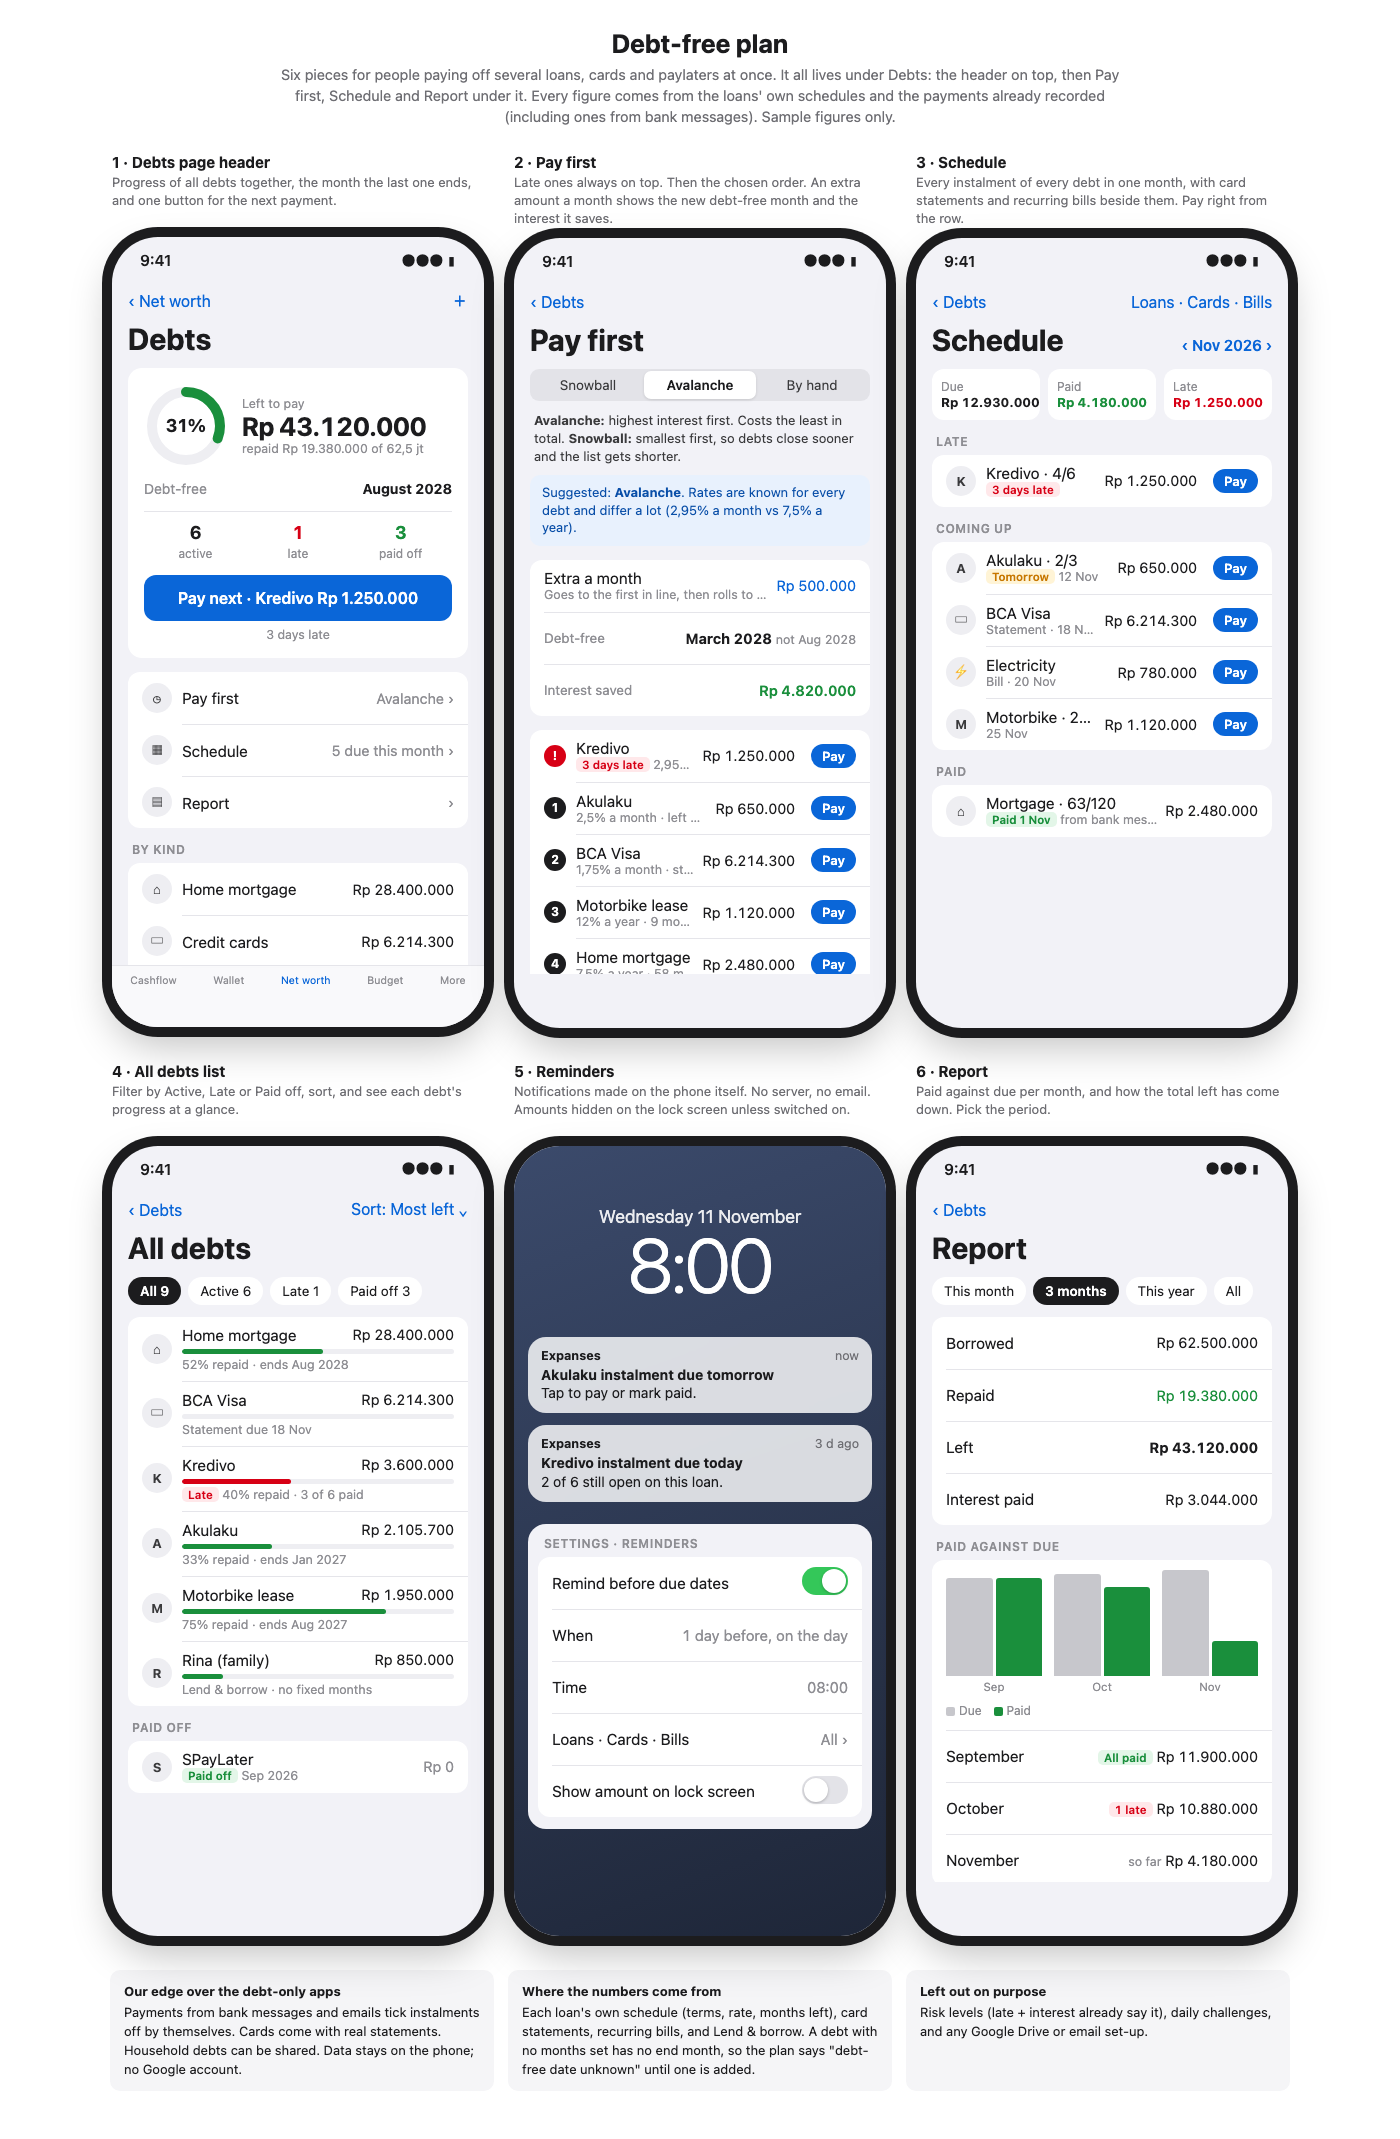 Debt-free plan
Six pieces for people paying off several loans, cards and paylaters at once. It all lives under Debts: the header on top, then Pay
first, Schedule and Report under it. Every figure comes from the loans' own schedules and the payments already recorded
(including ones from bank messages). Sample figures only.
1 · Debts page header
Progress of all debts together, the month the last one ends,
and one button for the next payment.
9:41
‹ Net worth +
Debts
31%
Left to pay
Rp 43.120.000
repaid Rp 19.380.000 of 62,5 jt
Debt-free August 2028
6 1 3
active late paid off
Pay next · Kredivo Rp 1.250.000
3 days late
Pay first Avalanche ›
Schedule 5 due this month ›
Report ›
BY KIND
Home mortgage Rp 28.400.000
Credit cards Rp 6.214.300
Cashflow Wallet Net worth Budget More
2 · Pay first
Late ones always on top. Then the chosen order. An extra
amount a month shows the new debt-free month and the
interest it saves.
9:41
‹ Debts
Pay first
Snowball Avalanche By hand
Avalanche: highest interest first. Costs the least in
total. Snowball: smallest first, so debts close sooner
and the list gets shorter.
Suggested: Avalanche. Rates are known for every
debt and differ a lot (2,95% a month vs 7,5% a
year).
Extra a month Rp 500.000
Goes to the first in line, then rolls to ...
Debt-free March 2028 not Aug 2028
Interest saved Rp 4.820.000
! Kredivo Rp 1.250.000 Pay
3 days late 2,95...
1 Akulaku Rp 650.000 Pay
2,5% a month · left ...
2 BCA Visa Rp 6.214.300 Pay
1,75% a month · st...
3 Motorbike lease Rp 1.120.000 Pay
12% a year · 9 mo...
4 Home mortgage Rp 2.480.000 Pay
7,5% a year · 58 m...
3 · Schedule
Every instalment of every debt in one month, with card
statements and recurring bills beside them. Pay right from
the row.
9:41
‹ Debts Loans · Cards · Bills
Schedule ‹ Nov 2026 ›
Due Paid Late
Rp 12.930.000 Rp 4.180.000 Rp 1.250.000
LATE
K Kredivo · 4/6 Rp 1.250.000 Pay
3 days late
COMING UP
A Akulaku · 2/3 Rp 650.000 Pay
Tomorrow 12 Nov
BCA Visa Rp 6.214.300 Pay
Statement · 18 N...
Electricity Rp 780.000 Pay
Bill · 20 Nov
M Motorbike · 2... Rp 1.120.000 Pay
25 Nov
PAID
Mortgage · 63/120 Rp 2.480.000
Paid 1 Nov from bank mes...
4 · All debts list
Filter by Active, Late or Paid off, sort, and see each debt's
progress at a glance.
9:41
‹ Debts Sort: Most left ⌄
All debts
All 9 Active 6 Late 1 Paid off 3
Home mortgage Rp 28.400.000
52% repaid · ends Aug 2028
BCA Visa Rp 6.214.300
Statement due 18 Nov
K Kredivo Rp 3.600.000
Late 40% repaid · 3 of 6 paid
A Akulaku Rp 2.105.700
33% repaid · ends Jan 2027
M Motorbike lease Rp 1.950.000
75% repaid · ends Aug 2027
R Rina (family) Rp 850.000
Lend & borrow · no fixed months
PAID OFF
S SPayLater Rp 0
Paid off Sep 2026
5 · Reminders
Notifications made on the phone itself. No server, no email.
Amounts hidden on the lock screen unless switched on.
Wednesday 11 November
8:00
Expanses now
Akulaku instalment due tomorrow
Tap to pay or mark paid.
Expanses 3 d ago
Kredivo instalment due today
2 of 6 still open on this loan.
SETTINGS · REMINDERS
Remind before due dates
When 1 day before, on the day
Time 08:00
Loans · Cards · Bills All ›
Show amount on lock screen
6 · Report
Paid against due per month, and how the total left has come
down. Pick the period.
9:41
‹ Debts
Report
This month 3 months This year All
Borrowed Rp 62.500.000
Repaid Rp 19.380.000
Left Rp 43.120.000
Interest paid Rp 3.044.000
PAID AGAINST DUE
Sep Oct Nov
Due Paid
September All paid Rp 11.900.000
October 1 late Rp 10.880.000
November so far Rp 4.180.000
Our edge over the debt-only apps
Payments from bank messages and emails tick instalments
off by themselves. Cards come with real statements.
Household debts can be shared. Data stays on the phone;
no Google account.
Where the numbers come from
Each loan's own schedule (terms, rate, months left), card
statements, recurring bills, and Lend & borrow. A debt with
no months set has no end month, so the plan says "debt-
free date unknown" until one is added.
Left out on purpose
Risk levels (late + interest already say it), daily challenges,
and any Google Drive or email set-up.